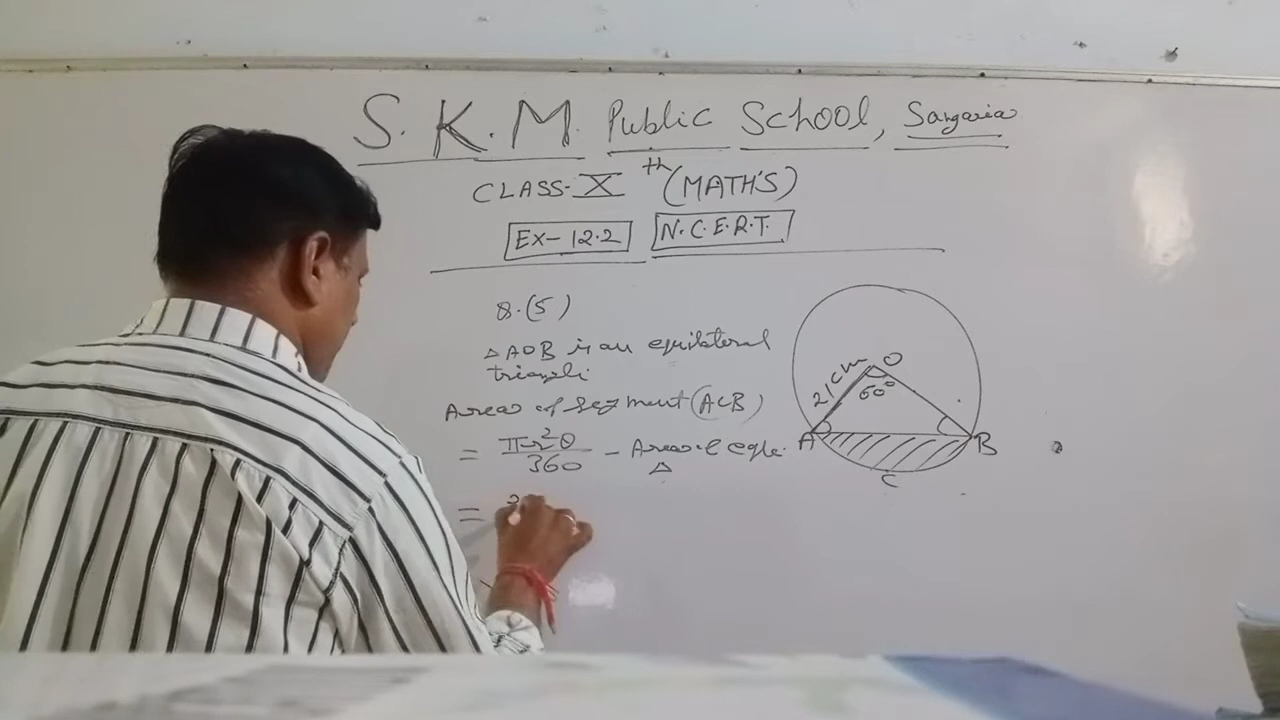 S. K. M. Public School, Sangaria
CLASS-X th (MATH'S)
EX-12.2 N.C.E.R.T.
8.(5)
△AOB is an equilateral
triangle
Area of segment (ACB)
= πr²θ/360 - Area of eqle.
△
=
O
21cm
60°
A
B
C